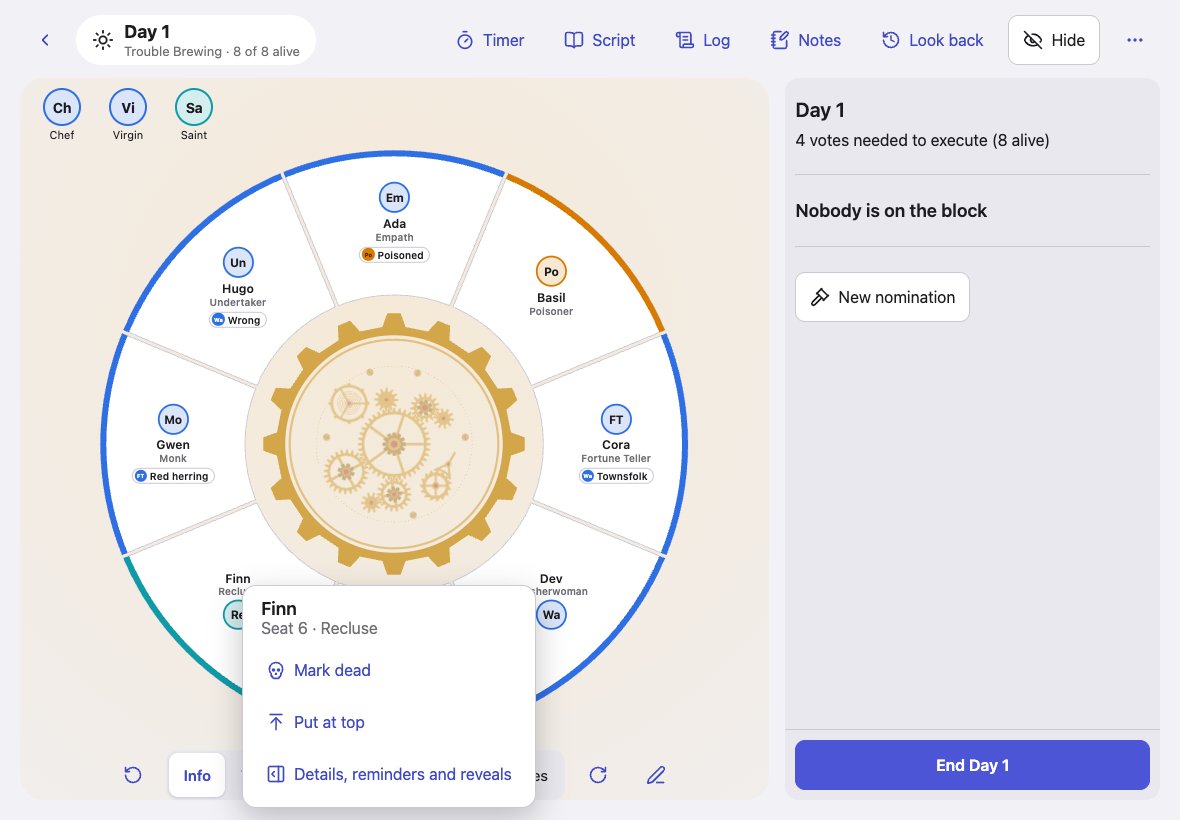 Day 1
Trouble Brewing · 8 of 8 alive
Timer
Script
Log
Notes
Look back
Hide
Ch
Chef
Vi
Virgin
Sa
Saint
Em
Ada
Empath
Po Poisoned
Po
Basil
Poisoner
Un
Hugo
Undertaker
Wa Wrong
Mo
Gwen
Monk
FT Red herring
FT
Cora
Fortune Teller
Wa Townsfolk
Finn
Dev
Wa
Finn
Seat 6 · Recluse
Mark dead
Put at top
Details, reminders and reveals
Info
Day 1
4 votes needed to execute (8 alive)
Nobody is on the block
New nomination
End Day 1